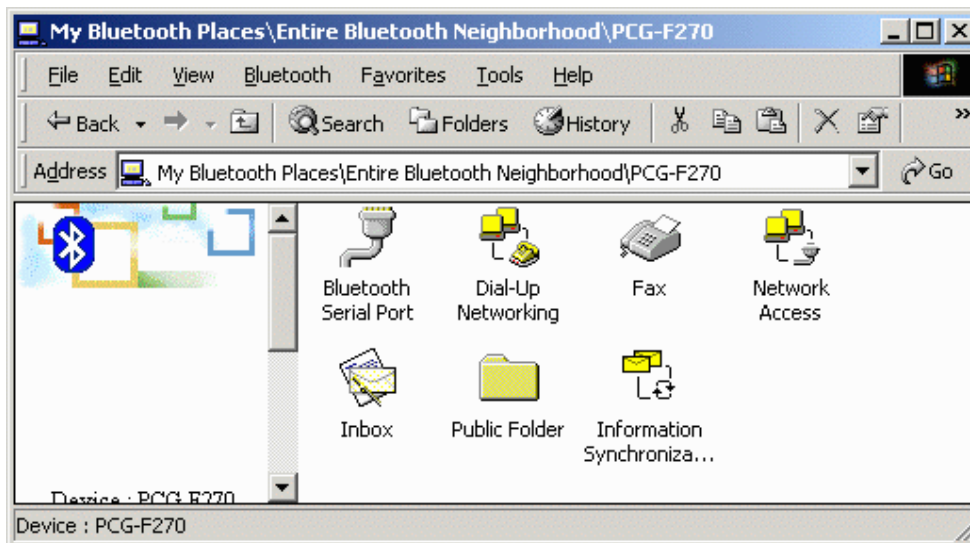 My Bluetooth Places\Entire Bluetooth Neighborhood\PCG-F270
File Edit View Bluetooth Favorites Tools Help
Back Search Folders History »
Address My Bluetooth Places\Entire Bluetooth Neighborhood\PCG-F270 Go
Bluetooth Serial Port
Dial-Up Networking
Fax
Network Access
Inbox
Public Folder
Information Synchroniza...
Device : PCG-F270
Device : PCG-F270